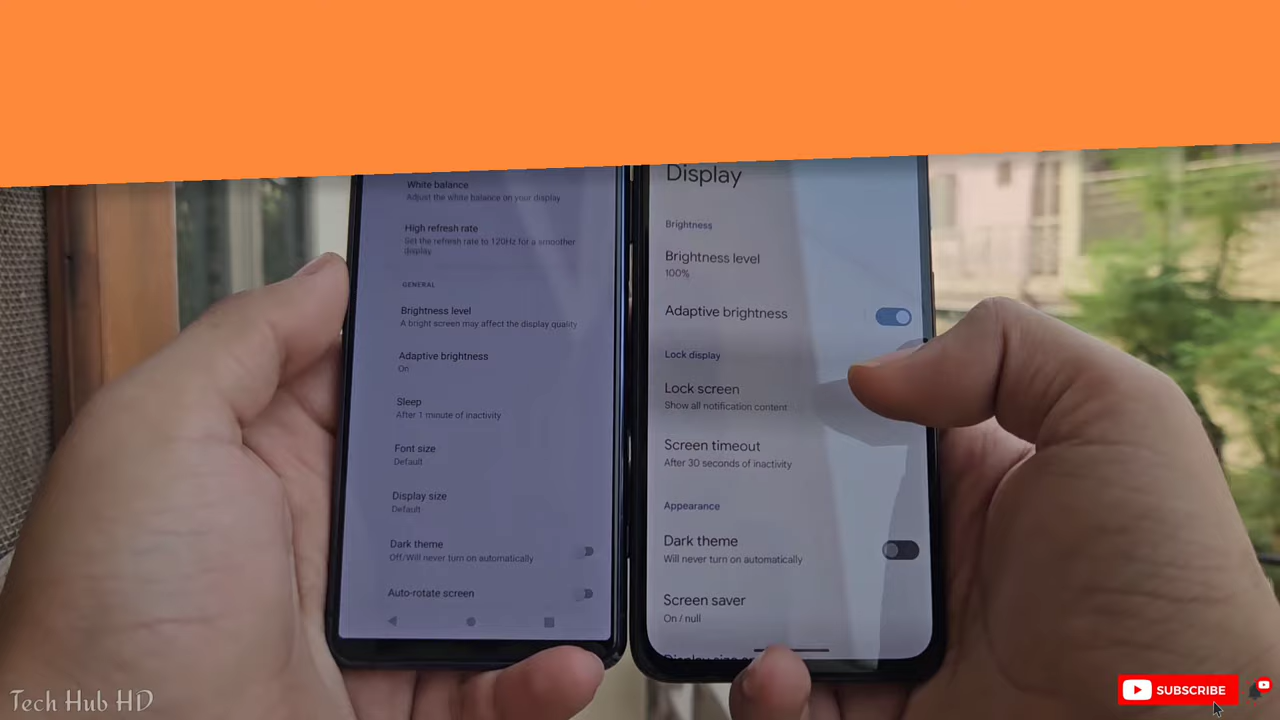 White balance
Adjust the white balance on your display
High refresh rate
Set the refresh rate to 120Hz for a smoother
display
GENERAL
Brightness level
A bright screen may affect the display quality
Adaptive brightness
On
Sleep
After 1 minute of inactivity
Font size
Default
Display size
Default
Dark theme
Off/Will never turn on automatically
Auto-rotate screen
Display
Brightness
Brightness level
100%
Adaptive brightness
Lock display
Lock screen
Show all notification content
Screen timeout
After 30 seconds of inactivity
Appearance
Dark theme
Will never turn on automatically
Screen saver
On / null
Display size
Tech Hub HD
SUBSCRIBE